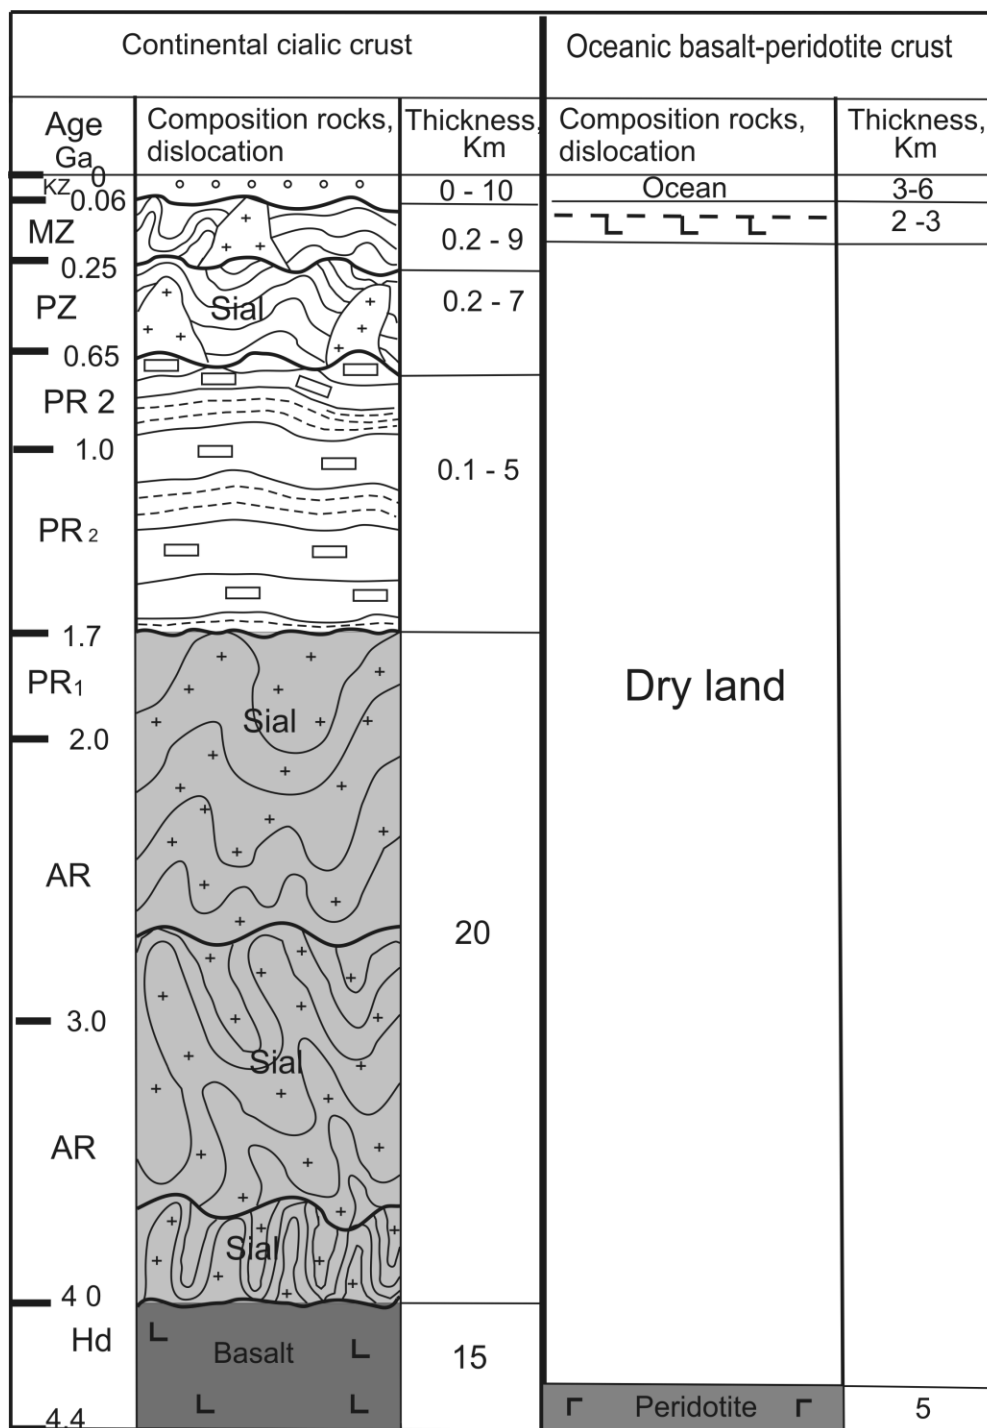 Continental cialic crust
Oceanic basalt-peridotite crust
Age
Ga
Composition rocks,
dislocation
Thickness,
Km
Composition rocks,
dislocation
Thickness,
Km
0
KZ
0 - 10
Ocean
3-6
0.06
MZ
0.2 - 9
2 -3
0.25
PZ
Sial
0.2 - 7
0.65
PR 2
1.0
0.1 - 5
PR 2
1.7
PR1
Sial
Dry land
2.0
AR
20
3.0
Sial
AR
Sial
4 0
Hd
Basalt
15
4.4
Peridotite
5